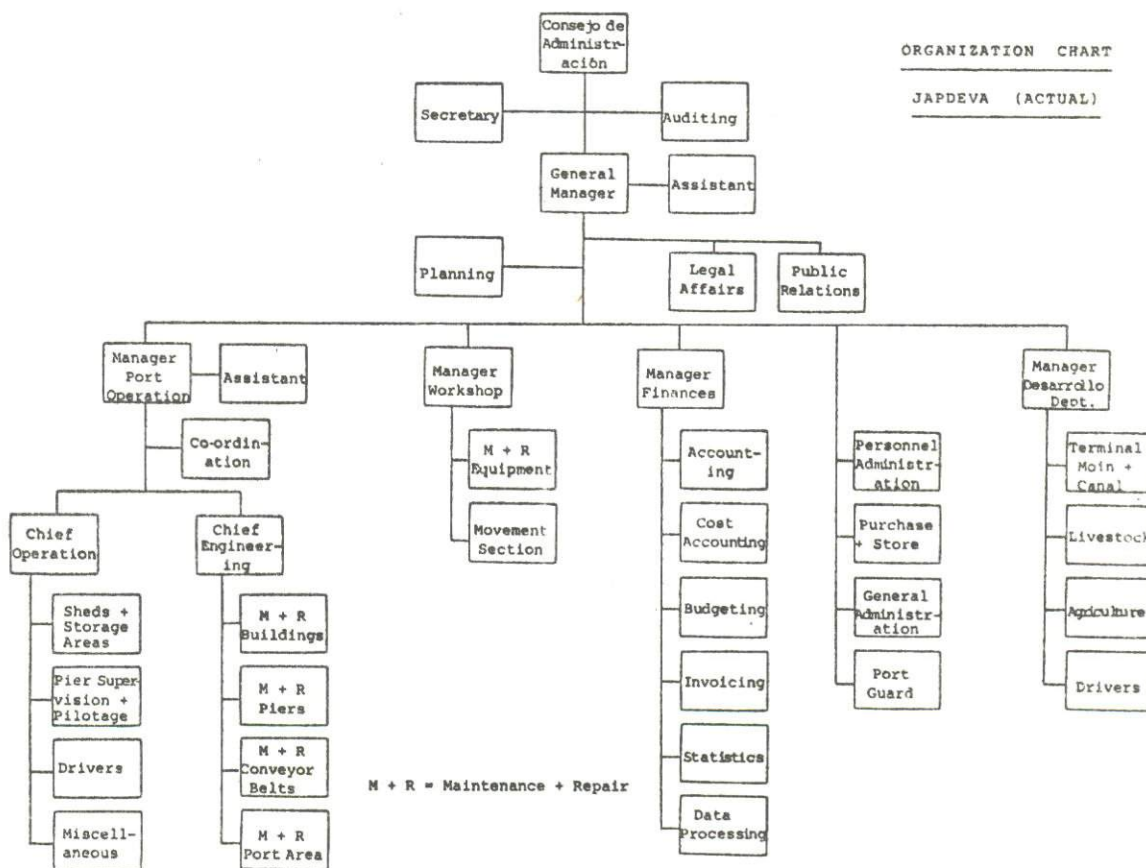 Consejo de
Administr-
ación
ORGANIZATION CHART
JAPDEVA (ACTUAL)
Secretary
Auditing
General
Manager
Assistant
Planning
Legal
Affairs
Public
Relations
Manager
Port
Operation
Assistant
Manager
Workshop
Manager
Finances
Manager
Desarrollo
Dept.
Co-ordin-
ation
M + R
Equipment
Movement
Section
Account-
ing
Cost
Accounting
Budgeting
Invoicing
Statistics
Data
Processing
Personnel
Administr-
ation
Purchase
+ Store
General
Administr-
ation
Port
Guard
Terminal
Moin +
Canal
Livestock
Agriculture
Drivers
Chief
Operation
Chief
Engineer-
ing
Sheds +
Storage
Areas
Pier Super-
vision +
Pilotage
Drivers
Miscell-
aneous
M + R
Buildings
M + R
Piers
M + R
Conveyor
Belts
M + R
Port Area
M + R = Maintenance + Repair